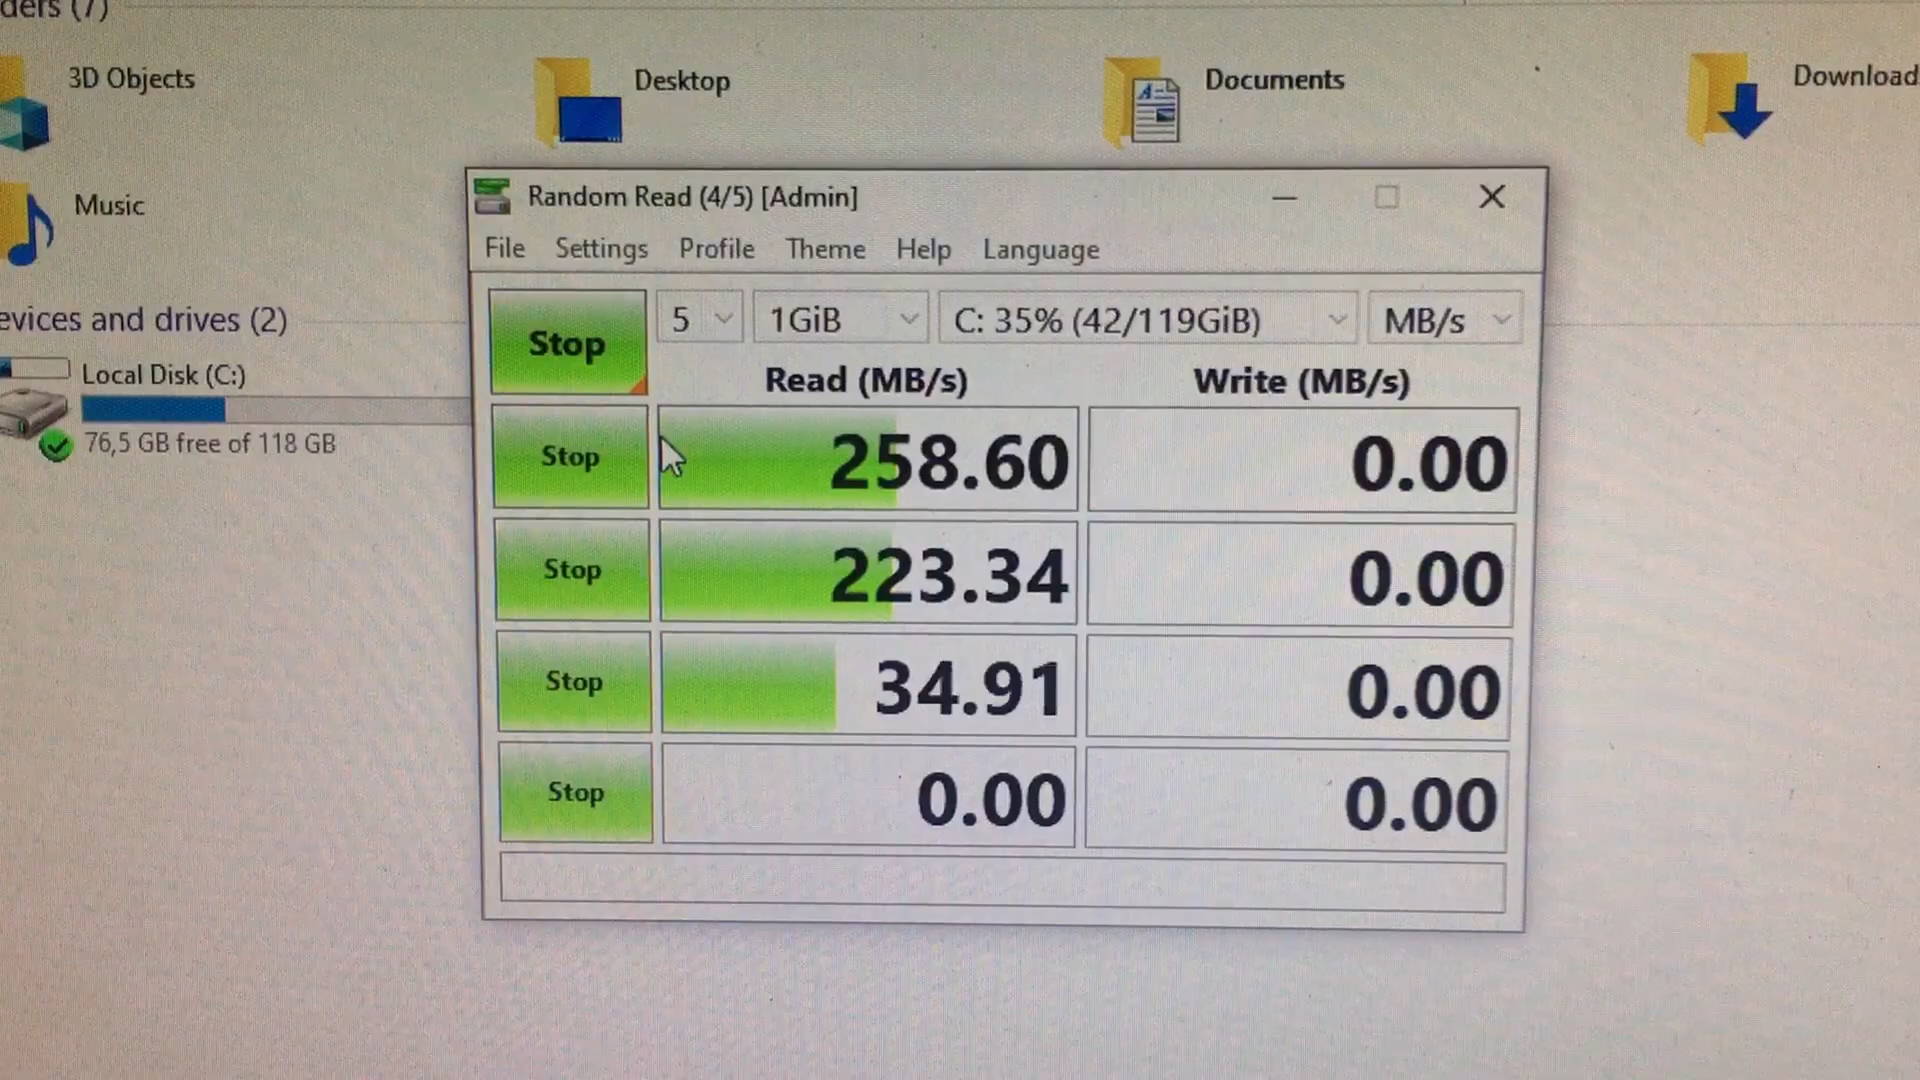 ders (7)
3D Objects
Desktop
Documents
Download
Music
evices and drives (2)
Local Disk (C:)
76,5 GB free of 118 GB
Random Read (4/5) [Admin]
File Settings Profile Theme Help Language
Stop 5 1GiB C: 35% (42/119GiB) MB/s
Read (MB/s) Write (MB/s)
Stop 258.60 0.00
Stop 223.34 0.00
Stop 34.91 0.00
Stop 0.00 0.00